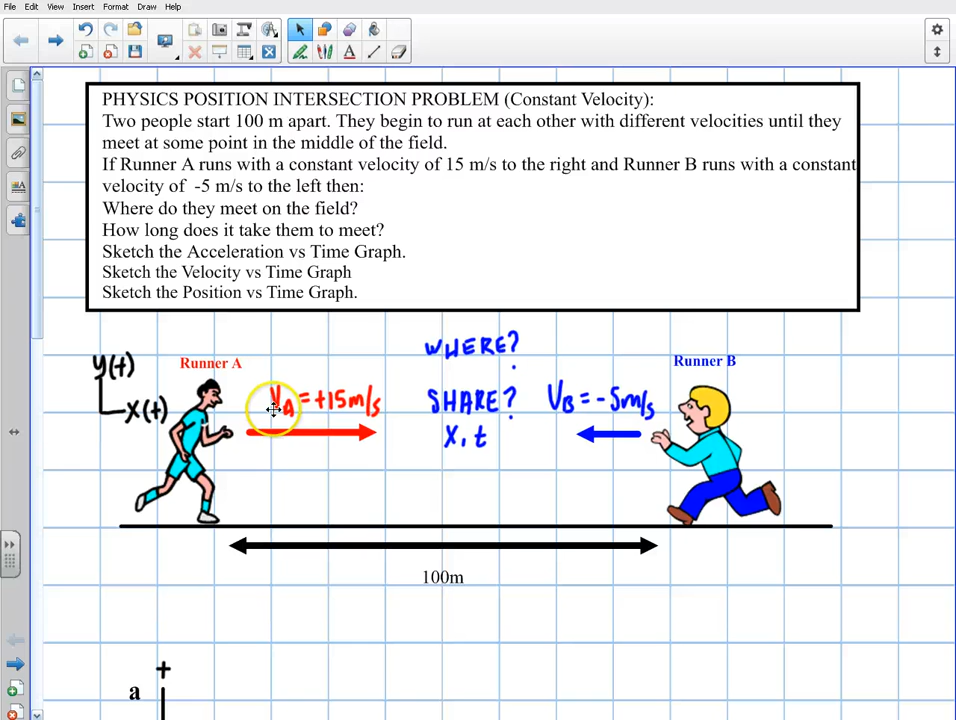 File Edit View Insert Format Draw Help
PHYSICS POSITION INTERSECTION PROBLEM (Constant Velocity):
Two people start 100 m apart. They begin to run at each other with different velocities until they
meet at some point in the middle of the field.
If Runner A runs with a constant velocity of 15 m/s to the right and Runner B runs with a constant
velocity of -5 m/s to the left then:
Where do they meet on the field?
How long does it take them to meet?
Sketch the Acceleration vs Time Graph.
Sketch the Velocity vs Time Graph
Sketch the Position vs Time Graph.
WHERE?
Runner A
Runner B
y(t)
X(t)
VA = +15m/s
SHARE?
VB = -5m/s
X, t
100m
+
a